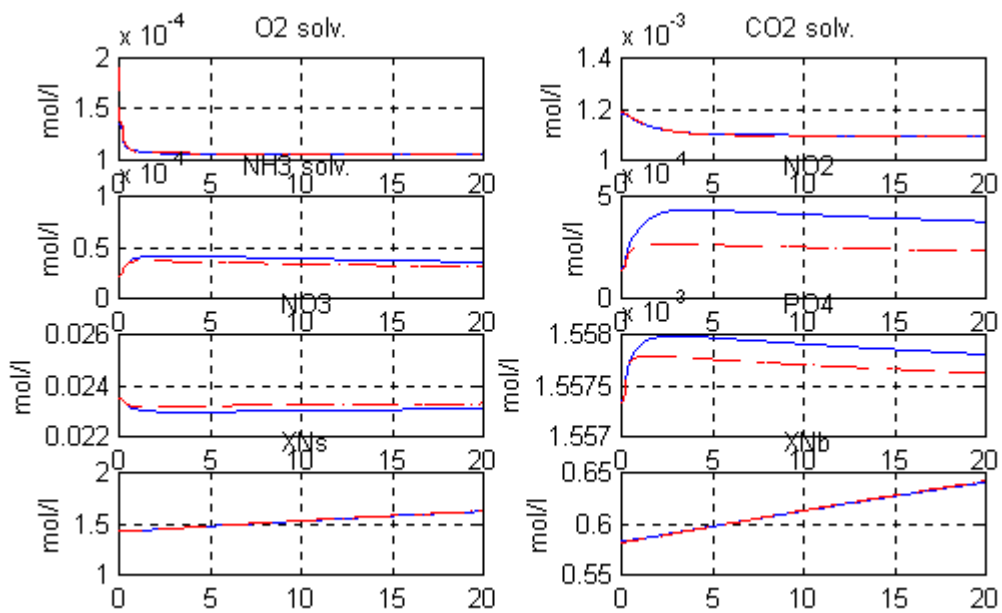 x 10^-4 O2 solv.
x 10^-3 CO2 solv.
2
1.5
1
mol/l
0 5 10 15 20
1.4
1.2
1
mol/l
0 5 10 15 20
x 10^-4 NH3 solv.
x 10^-4 NO2
1
0.5
0
mol/l
0 5 10 15 20
5
0
mol/l
0 5 10 15 20
NO3
x 10^-3 PO4
0.026
0.024
0.022
mol/l
0 5 10 15 20
1.558
1.5575
1.557
mol/l
0 5 10 15 20
XNs
XNb
2
1.5
1
mol/l
0 5 10 15 20
0.65
0.6
0.55
mol/l
0 5 10 15 20